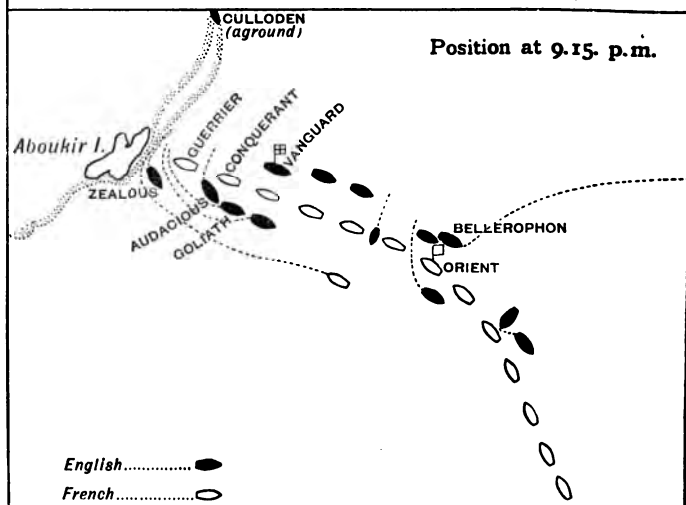 CULLODEN
(aground)
Position at 9.15. p.m.
Aboukir I.
GUERRIER
CONQUERANT
VANGUARD
ZEALOUS
AUDACIOUS
GOLIATH
BELLEROPHON
ORIENT
English..............
French..............